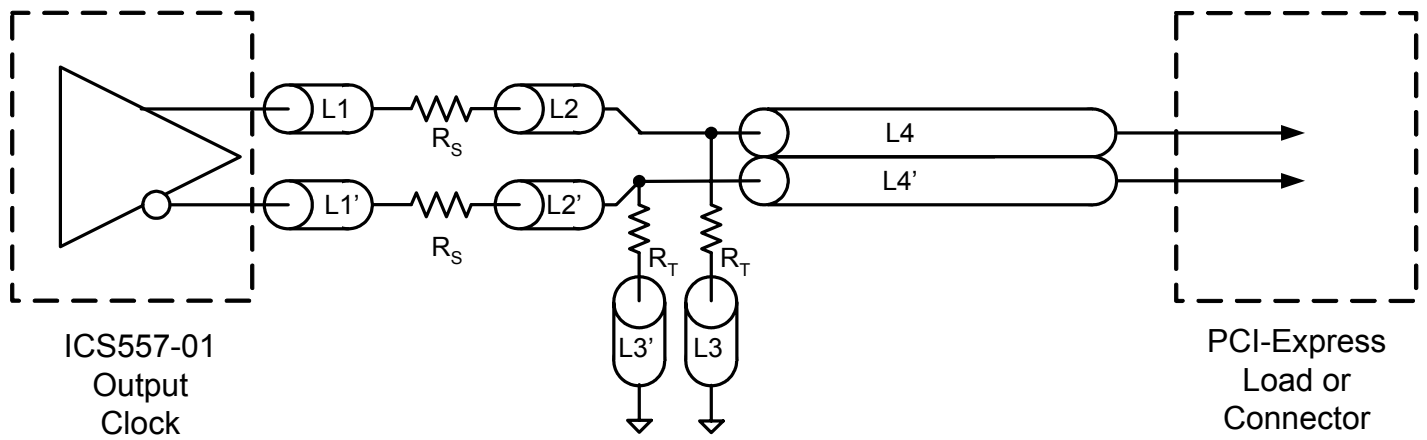 L1
R_S
L2
L4
L1’
R_S
L2’
L4’
R_T
R_T
L3’
L3
ICS557-01
Output
Clock
PCI-Express
Load or
Connector